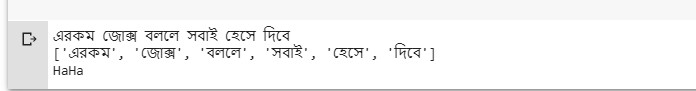 এরকম জোক্স বললে সবাই হেসে দিবে
['এরকম', 'জোক্স', 'বললে', 'সবাই', 'হেসে', 'দিবে']
HaHa